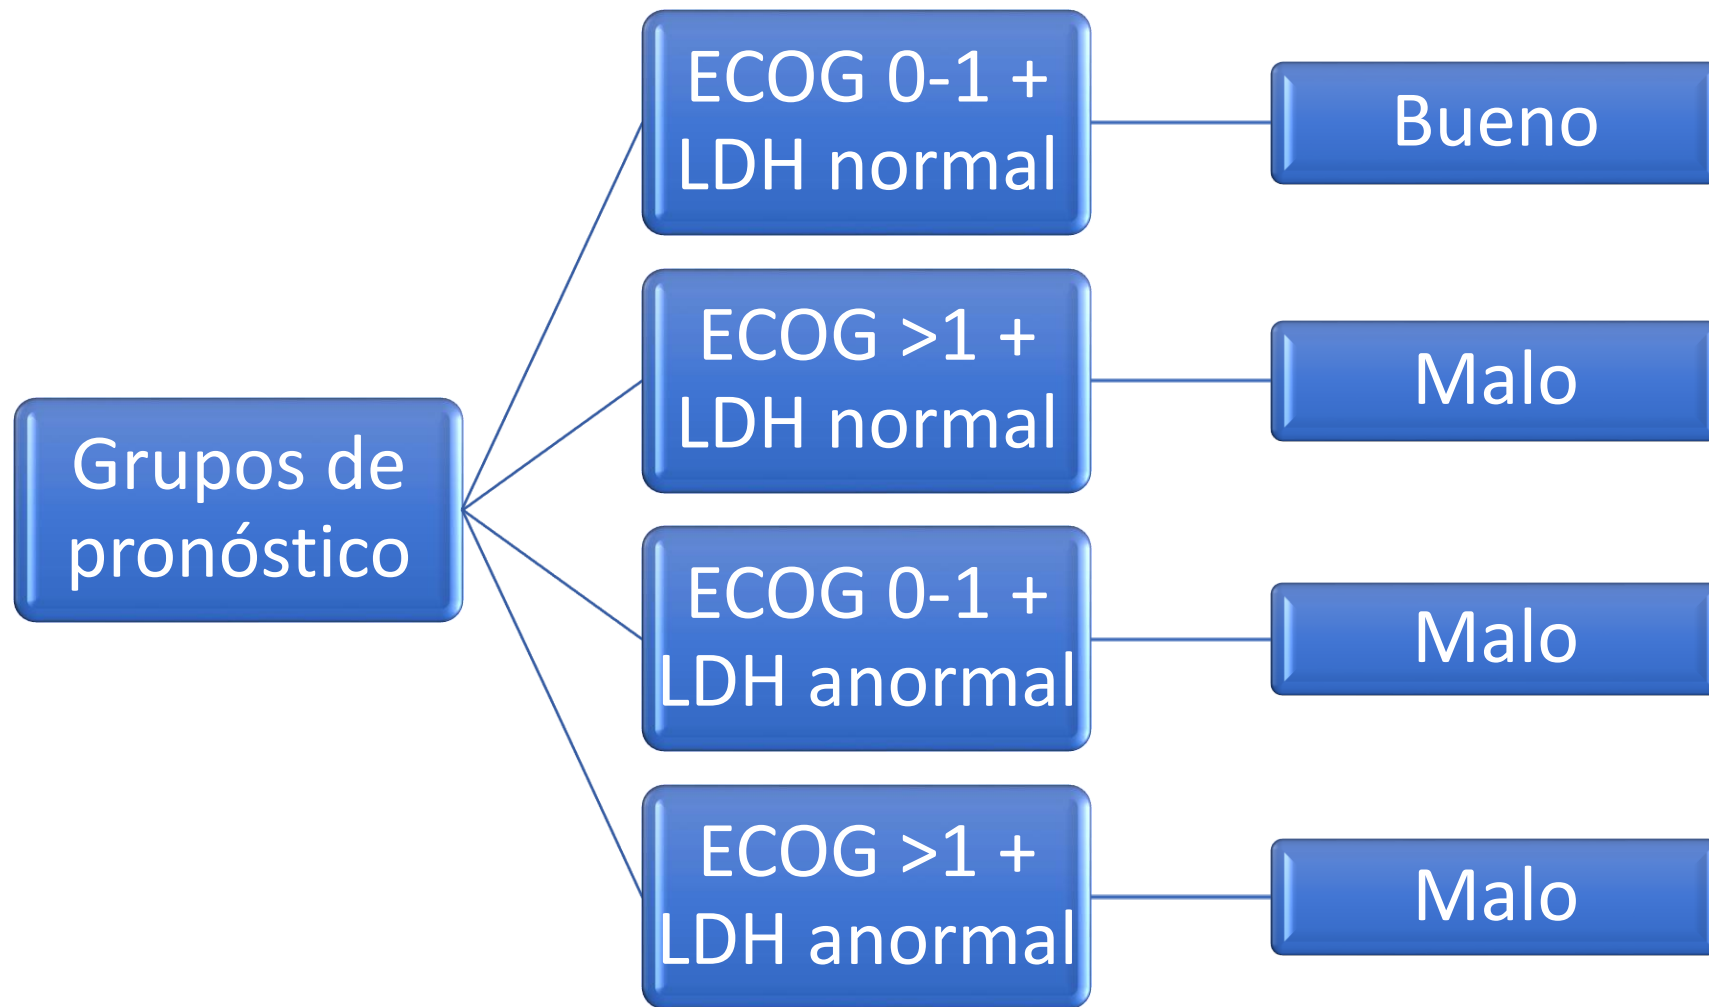 Grupos de
pronóstico
ECOG 0-1 +
LDH normal
Bueno
ECOG >1 +
LDH normal
Malo
ECOG 0-1 +
LDH anormal
Malo
ECOG >1 +
LDH anormal
Malo